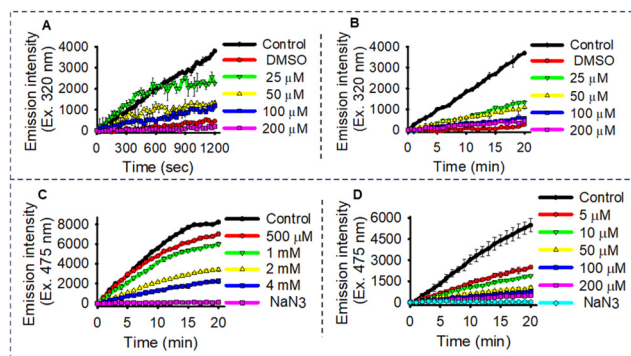 A
Emission intensity
(Ex. 320 nm)
4000
3000
2000
1000
0
0 300 600 900 1200
Time (sec)
Control
DMSO
25 µM
50 µM
100 µM
200 µM
B
Emission intensity
(Ex. 320 nm)
4000
3000
2000
1000
0
0 5 10 15 20
Time (min)
Control
DMSO
25 µM
50 µM
100 µM
200 µM
C
Emission intensity
(Ex. 475 nm)
8000
6000
4000
2000
0
0 5 10 15 20
Time (min)
Control
500 µM
1 mM
2 mM
4 mM
NaN3
D
Emission intensity
(Ex. 475 nm)
6000
4500
3000
1500
0
0 5 10 15 20
Time (min)
Control
5 µM
10 µM
50 µM
100 µM
200 µM
NaN3